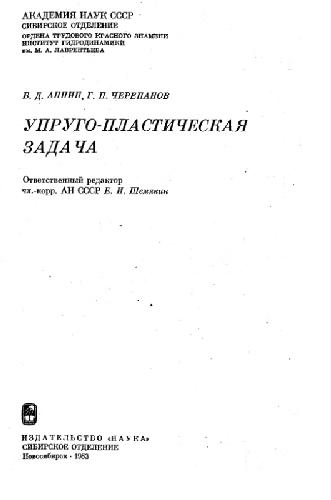 АКАДЕМИЯ НАУК СССР
СИБИРСКОЕ ОТДЕЛЕНИЕ
ОРДЕНА ТРУДОВОГО КРАСНОГО ЗНАМЕНИ
ИНСТИТУТ ГИДРОДИНАМИКИ
им. М. А. ЛАВРЕНТЬЕВА
Б. Д. АННИН, Г. П. ЧЕРЕПАНОВ
УПРУГО-ПЛАСТИЧЕСКАЯ
ЗАДАЧА
Ответственный редактор
чл.-корр. АН СССР Е. И. Шемякин
ИЗДАТЕЛЬСТВО «НАУКА»
СИБИРСКОЕ ОТДЕЛЕНИЕ
Новосибирск · 1983